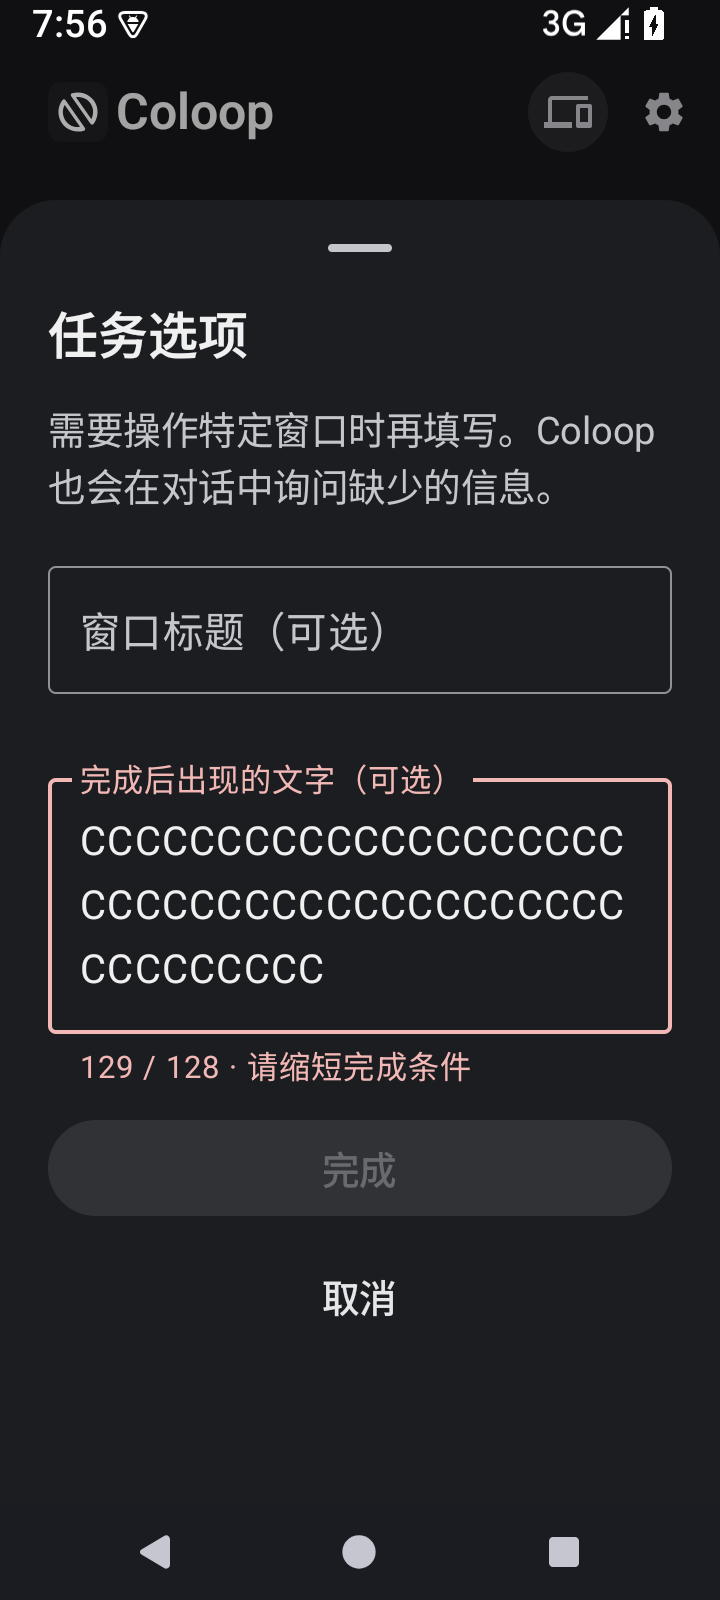 7:56
3G
Coloop
任务选项
需要操作特定窗口时再填写。Coloop
也会在对话中询问缺少的信息。
窗口标题（可选）
完成后出现的文字（可选）
CCCCCCCCCCCCCCCCCCCC
CCCCCCCCCCCCCCCCCCCC
CCCCCCCCC
129 / 128 · 请缩短完成条件
完成
取消